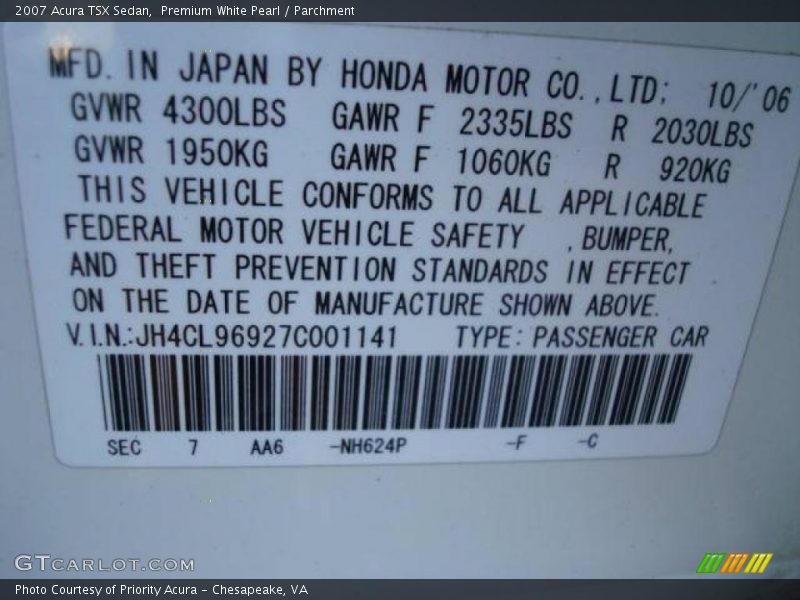 2007 Acura TSX Sedan, Premium White Pearl / Parchment
MFD. IN JAPAN BY HONDA MOTOR CO.,LTD; 10/'06
GVWR 4300LBS GAWR F 2335LBS R 2030LBS
GVWR 1950KG GAWR F 1060KG R 920KG
THIS VEHICLE CONFORMS TO ALL APPLICABLE
FEDERAL MOTOR VEHICLE SAFETY ,BUMPER,
AND THEFT PREVENTION STANDARDS IN EFFECT
ON THE DATE OF MANUFACTURE SHOWN ABOVE.
V.I.N.:JH4CL96927C001141 TYPE: PASSENGER CAR
SEC 7 AA6 -NH624P -F -C
GTCARLOT.COM
Photo Courtesy of Priority Acura - Chesapeake, VA